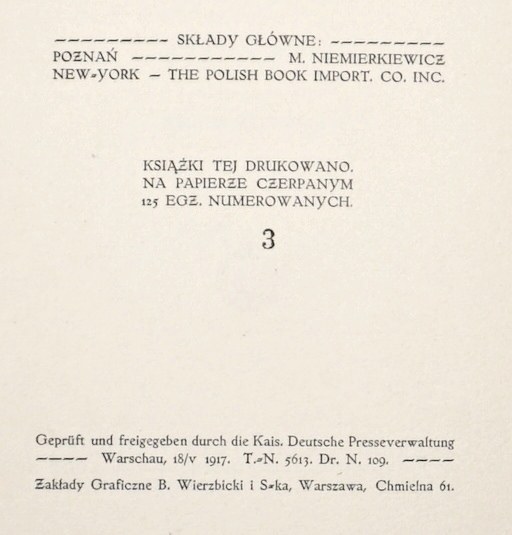 ————————— SKŁADY GŁÓWNE: —————————
POZNAŃ ———————————— M. NIEMIERKIEWICZ
NEW-YORK — THE POLISH BOOK IMPORT. CO. INC.
KSIĄŻKI TEJ DRUKOWANO.
NA PAPIERZE CZERPANYM
125 EGZ. NUMEROWANYCH.
3
Geprüft und freigegeben durch die Kais. Deutsche Presseverwaltung
———— Warschau, 18/v 1917. T.-N. 5613. Dr. N. 109. ————
Zakłady Graficzne B. Wierzbicki i S-ka, Warszawa, Chmielna 61.